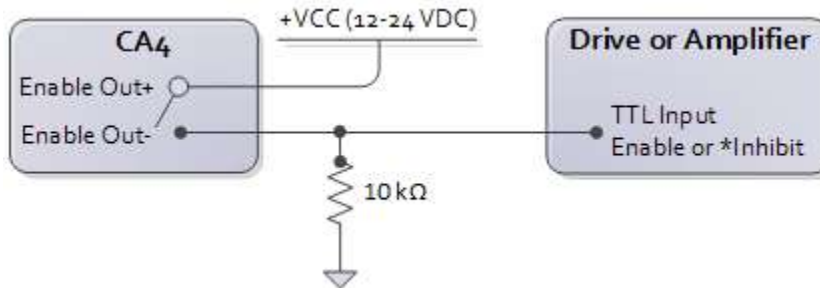 +VCC (12-24 VDC)
CA4
Drive or Amplifier
Enable Out+
Enable Out-
TTL Input
Enable or *Inhibit
10 kΩ